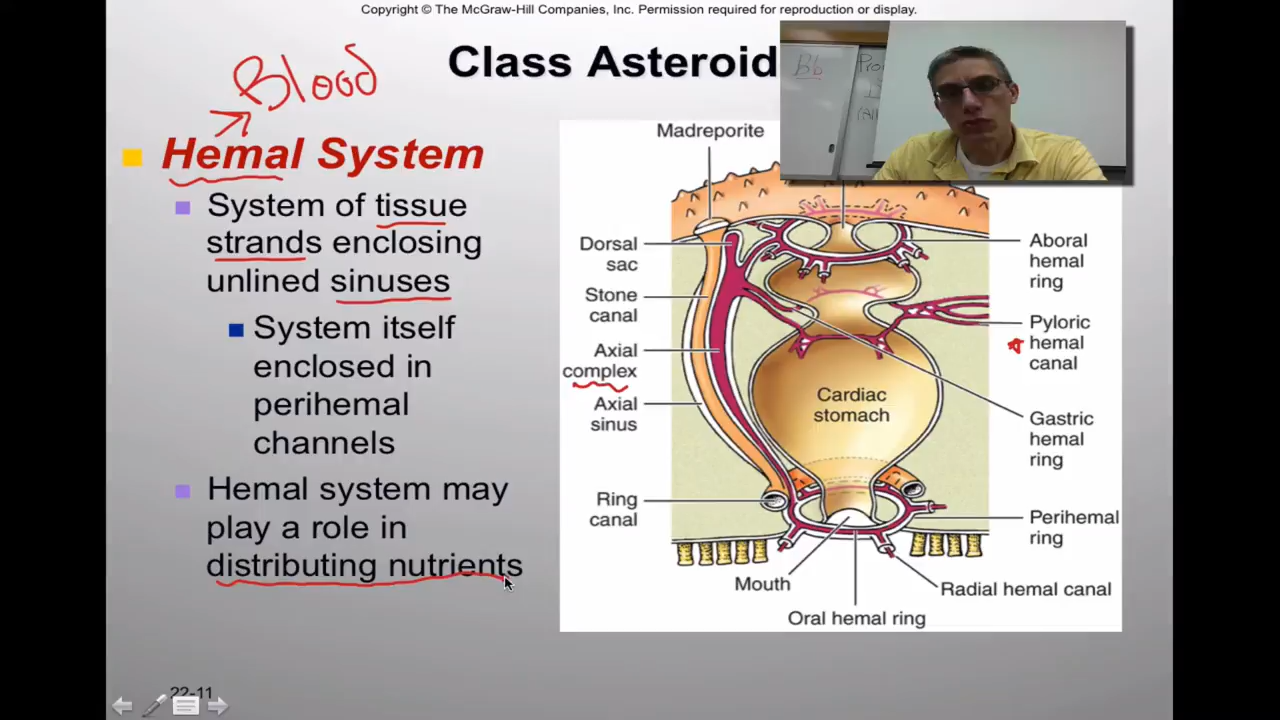 Copyright © The McGraw-Hill Companies, Inc. Permission required for reproduction or display.
Class Asteroid
Blood
Hemal System
System of tissue
strands enclosing
unlined sinuses
System itself
enclosed in
perihemal
channels
Hemal system may
play a role in
distributing nutrients
22-11
Bb
Madreporite
Dorsal
sac
Stone
canal
Axial
complex
Axial
sinus
Ring
canal
Mouth
Oral hemal ring
Cardiac
stomach
Aboral
hemal
ring
Pyloric
hemal
canal
Gastric
hemal
ring
Perihemal
ring
Radial hemal canal